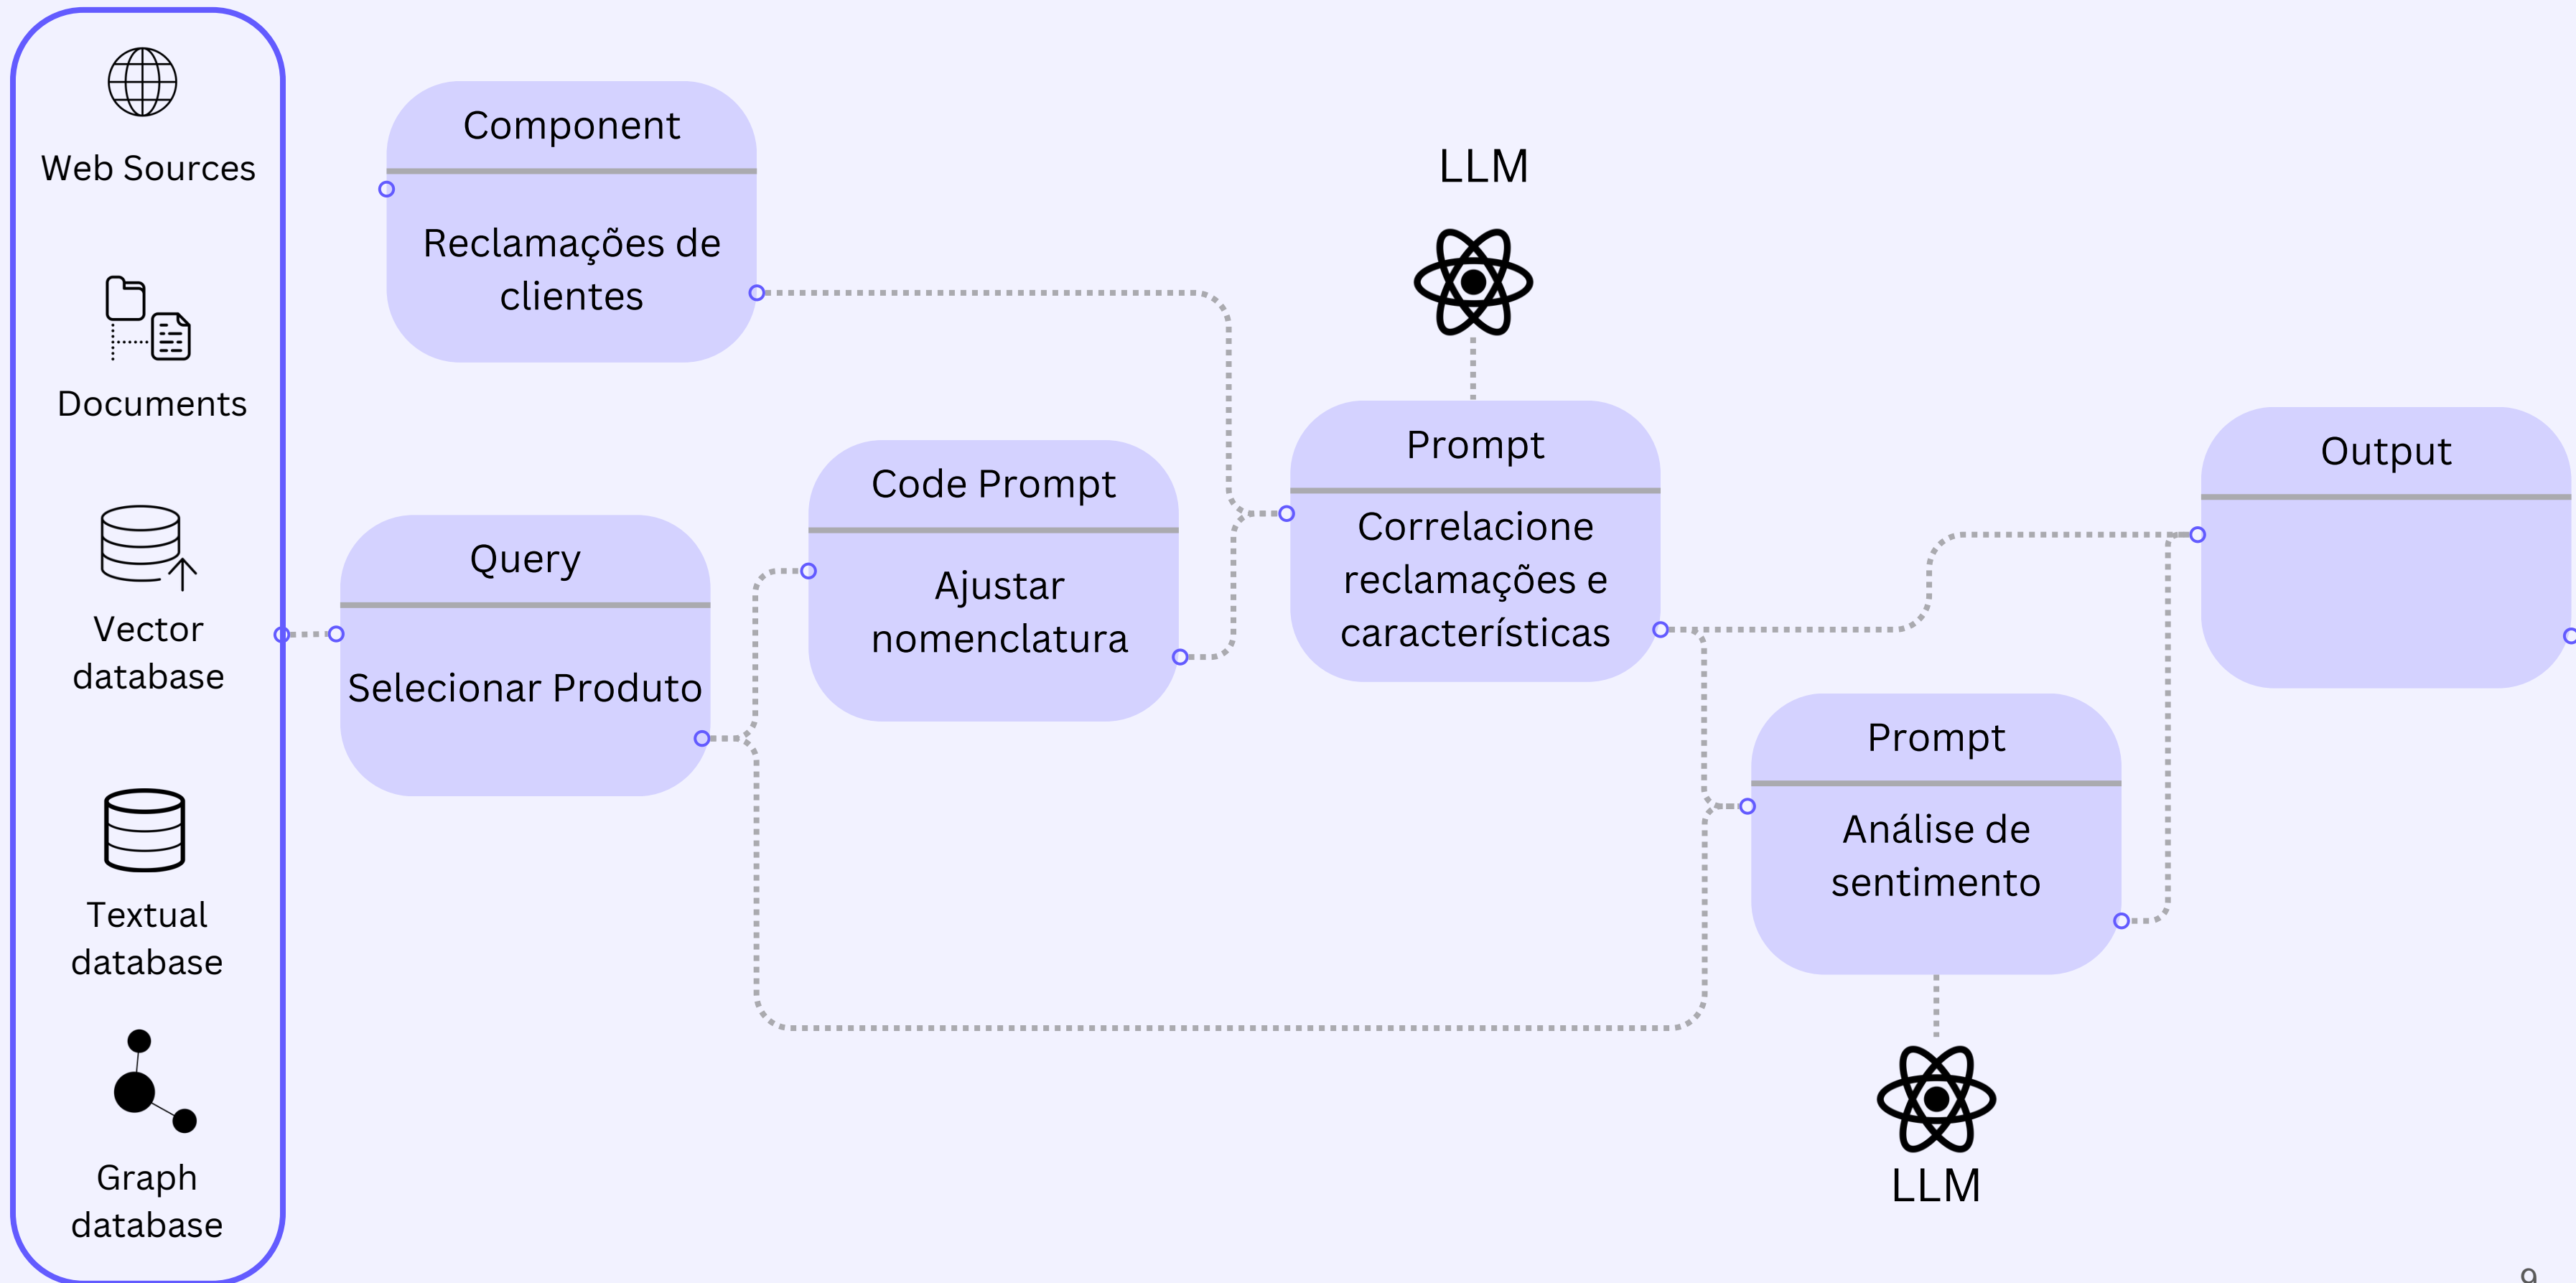 Web Sources
Documents
Vector
database
Textual
database
Graph
database
Component
Reclamações de
clientes
Query
Selecionar Produto
Code Prompt
Ajustar
nomenclatura
LLM
Prompt
Correlacione
reclamações e
características
Prompt
Análise de
sentimento
LLM
Output
9